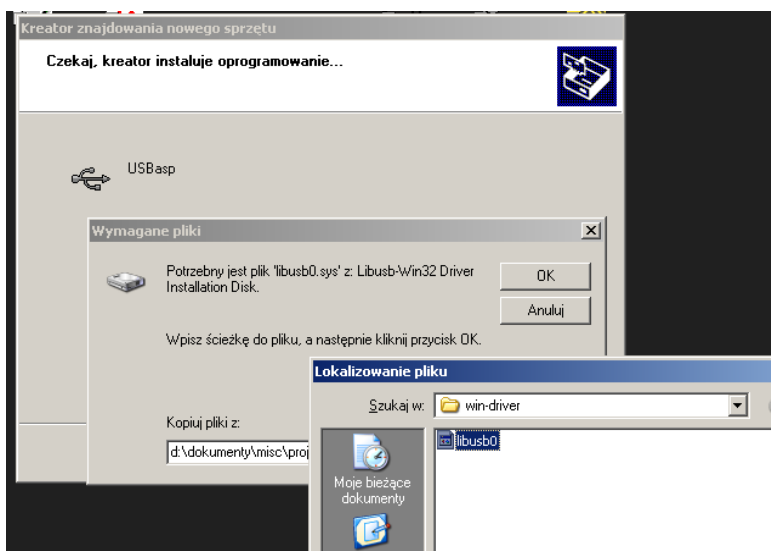 Kreator znajdowania nowego sprzętu
Czekaj, kreator instaluje oprogramowanie...
USBasp
Wymagane pliki
Potrzebny jest plik 'libusb0.sys' z: Libusb-Win32 Driver
Installation Disk.
OK
Anuluj
Wpisz ścieżkę do pliku, a następnie kliknij przycisk OK.
Lokalizowanie pliku
Szukaj w:
win-driver
Kopiuj pliki z:
d:\dokumenty\misc\proj
libusb0
Moje bieżące
dokumenty